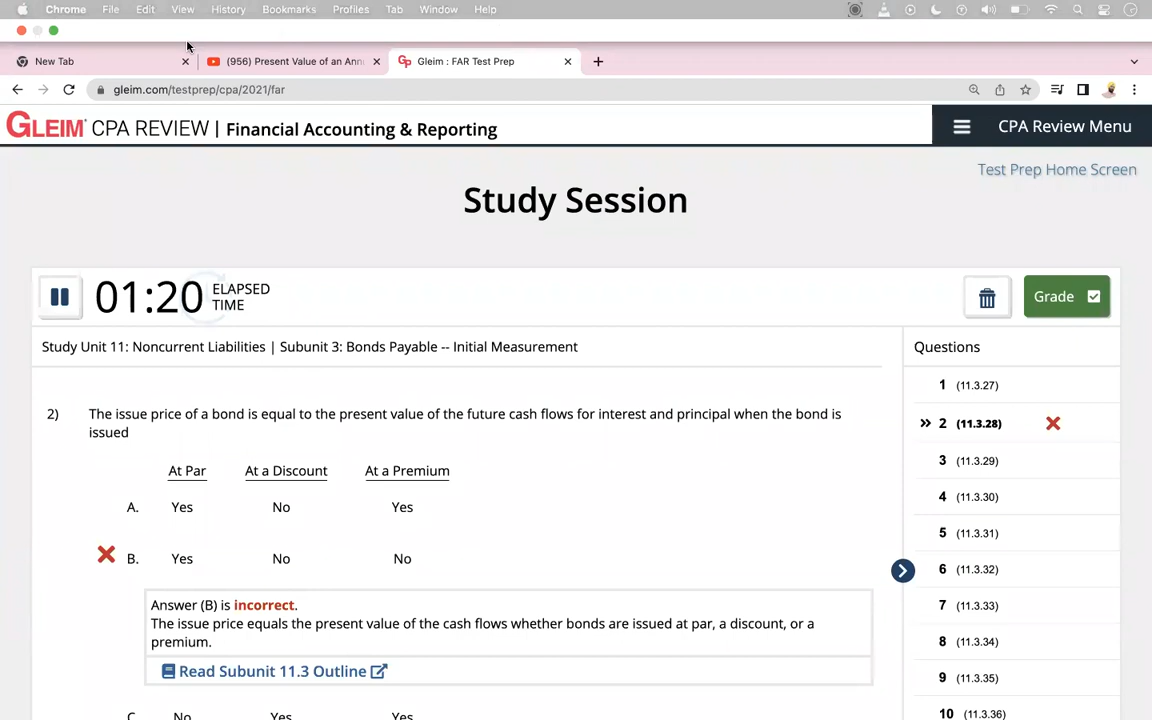 Chrome File Edit View History Bookmarks Profiles Tab Window Help
New Tab (956) Present Value of an Ann Gleim : FAR Test Prep
gleim.com/testprep/cpa/2021/far
GLEIM CPA REVIEW | Financial Accounting & Reporting
CPA Review Menu
Test Prep Home Screen
Study Session
01:20 ELAPSED TIME
Grade
Study Unit 11: Noncurrent Liabilities | Subunit 3: Bonds Payable -- Initial Measurement
Questions
2) The issue price of a bond is equal to the present value of the future cash flows for interest and principal when the bond is
issued
At Par At a Discount At a Premium
A. Yes No Yes
B. Yes No No
Answer (B) is incorrect.
The issue price equals the present value of the cash flows whether bonds are issued at par, a discount, or a
premium.
Read Subunit 11.3 Outline
C. No Yes Yes
1 (11.3.27)
2 (11.3.28)
3 (11.3.29)
4 (11.3.30)
5 (11.3.31)
6 (11.3.32)
7 (11.3.33)
8 (11.3.34)
9 (11.3.35)
10 (11.3.36)